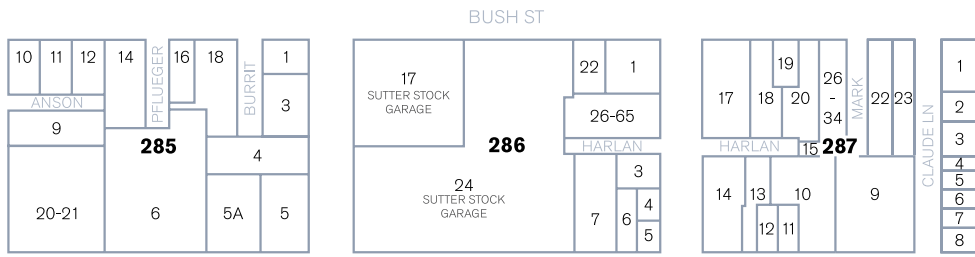 BUSH ST
10 11 12 14 PFLUEGER 16 18 BURRIT 1
ANSON
9
3
285
4
20-21 6 5A 5
17
SUTTER STOCK
GARAGE
22 1
26-65
286
HARLAN
24
SUTTER STOCK
GARAGE
3
4
7 6
5
17 18 19 20 26
-
34
MARK 22 23
HARLAN 15 287
14 13 10 9
12 11
CLAUDE LN
1
2
3
4
5
6
7
8